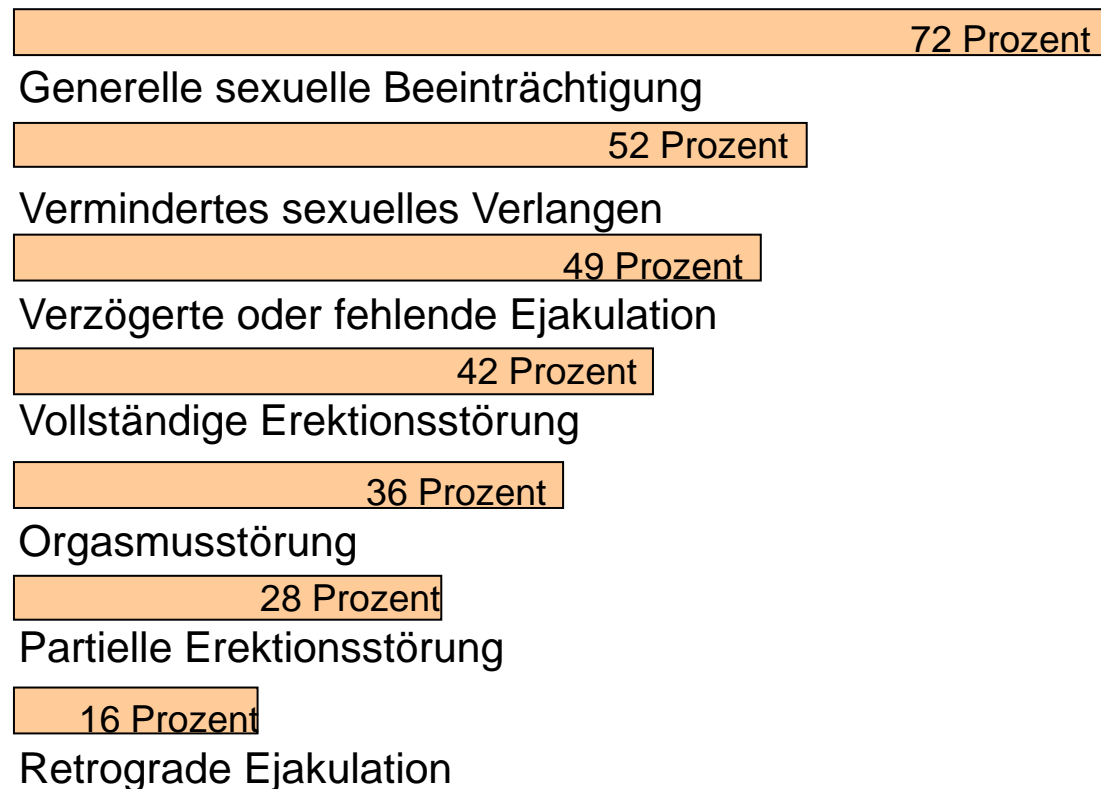 72 Prozent
Generelle sexuelle Beeinträchtigung
52 Prozent
Vermindertes sexuelles Verlangen
49 Prozent
Verzögerte oder fehlende Ejakulation
42 Prozent
Vollständige Erektionsstörung
36 Prozent
Orgasmusstörung
28 Prozent
Partielle Erektionsstörung
16 Prozent
Retrograde Ejakulation